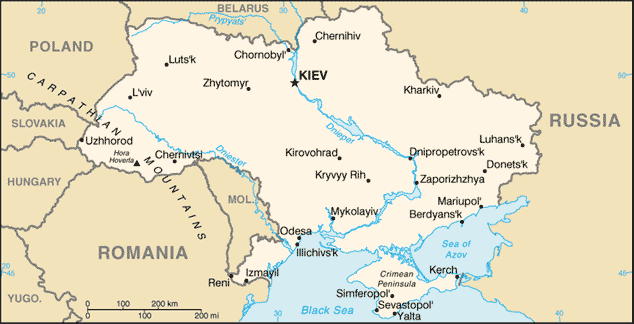 BELARUS
Prypyats'
POLAND
Chornobyl'
Chernihiv
Luts'k
KIEV
50
50
Zhytomyr
L'viv
Kharkiv
CARPATHIAN MOUNTAINS
RUSSIA
SLOVAKIA
Dnieper
Uzhhorod
Luhans'k
Hora
Hoverla
Chernivtsi
Dniester
Kirovohrad
Dnipropetrovs'k
Donets'k
HUNGARY
Kryvyy Rih
Zaporizhzhya
MOL.
Mykolayiv
Mariupol'
Berdyans'k
Odesa
Illichivs'k
Sea of
Azov
ROMANIA
45
45
Reni
Izmayil
Crimean
Peninsula
Kerch
YUGO.
0 100 200 km
0 100 200 mi
Black Sea
Simferopol'
Sevastopol'
Yalta
30
35